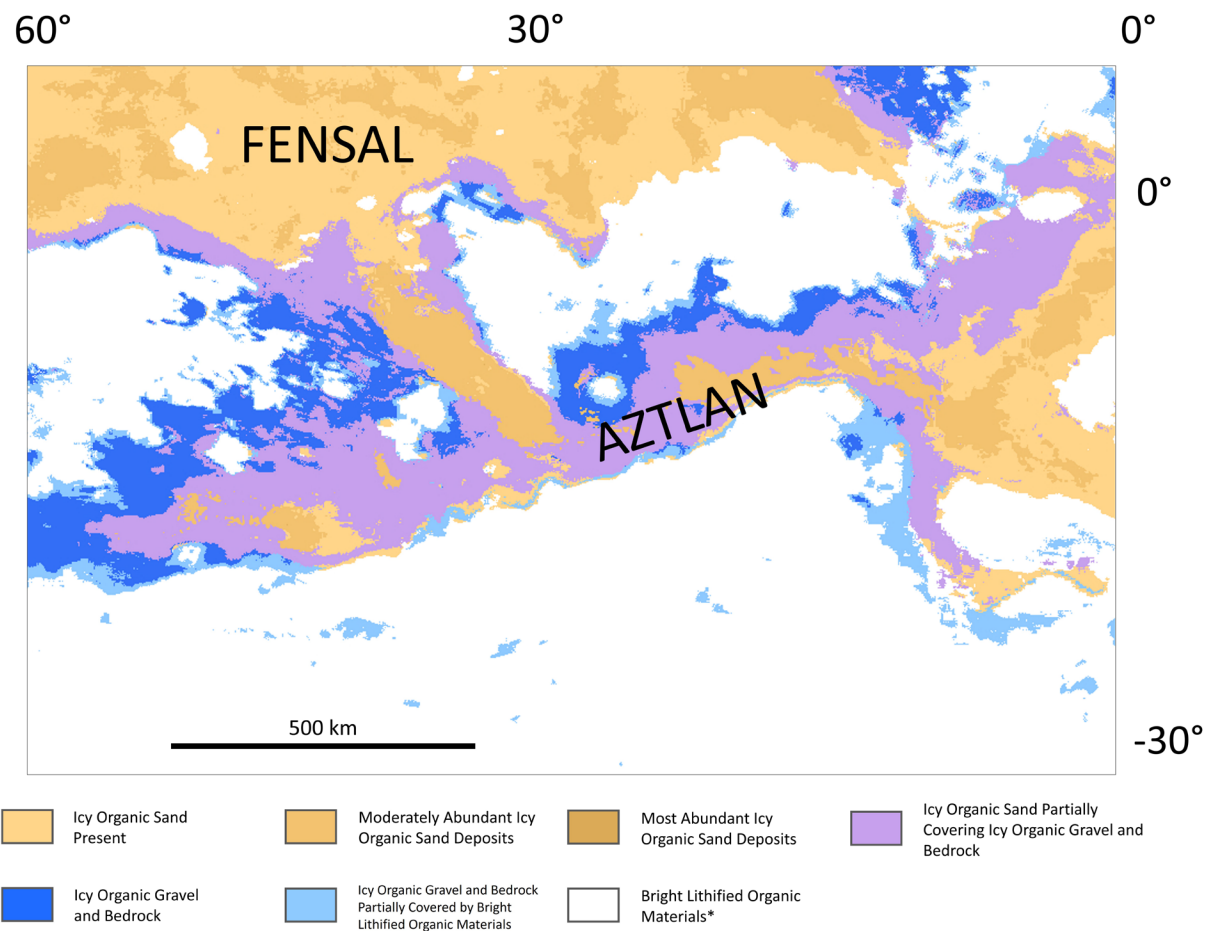 60°
30°
0°
FENSAL
0°
AZTLAN
500 km
-30°
Icy Organic Sand
Present
Moderately Abundant Icy
Organic Sand Deposits
Most Abundant Icy
Organic Sand Deposits
Icy Organic Sand Partially
Covering Icy Organic Gravel and
Bedrock
Icy Organic Gravel
and Bedrock
Icy Organic Gravel and Bedrock
Partially Covered by Bright
Lithified Organic Materials
Bright Lithified Organic
Materials*